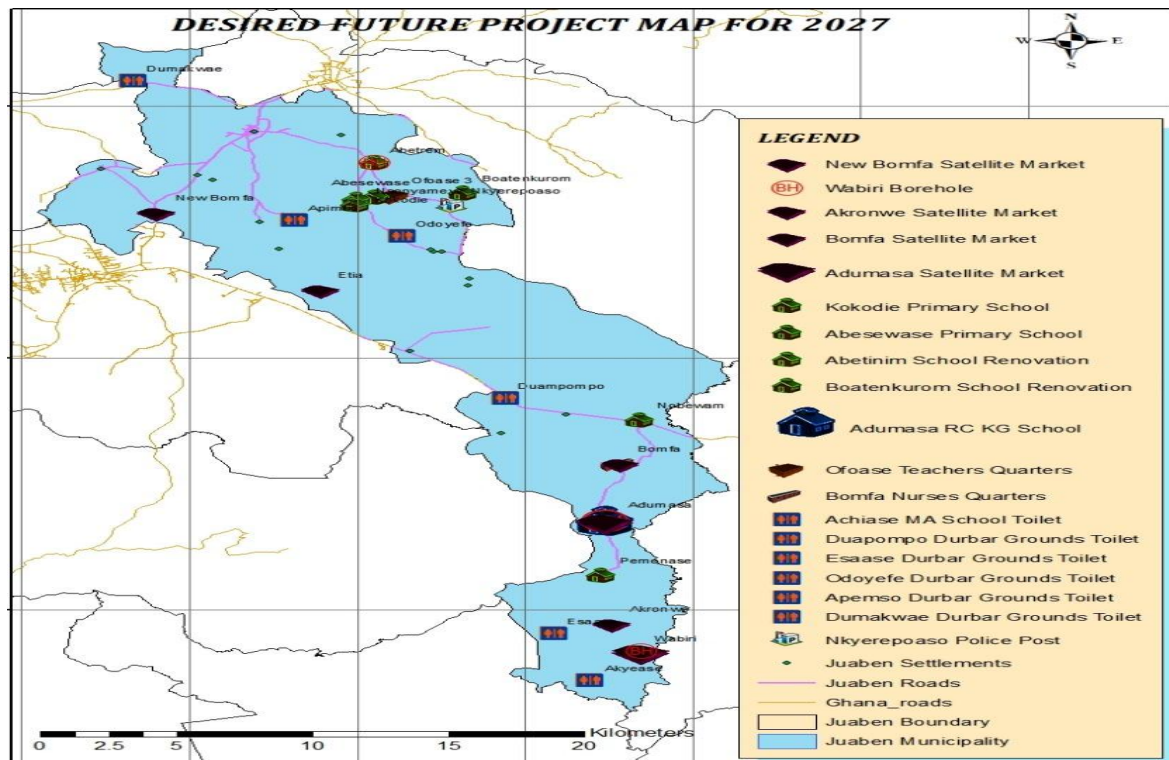 DESIRED FUTURE PROJECT MAP FOR 2027
N
W E
S
Dumakwae
Abetrem
Abesewase
Ofoase 3
Boatenkurom
Nkyerepoaso
New Bomfa
Odoyefe
Etia
Duampompo
Nobewam
Bomfa
Adumasa
Pemenase
Akronwe
Wabiri
BH
Akyease
Kilometers
0 2.5 5 10 15 20
LEGEND
New Bomfa Satellite Market
BH Wabiri Borehole
Akronwe Satellite Market
Bomfa Satellite Market
Adumasa Satellite Market
Kokodie Primary School
Abesewase Primary School
Abetinim School Renovation
Boatenkurom School Renovation
Adumasa RC KG School
Ofoase Teachers Quarters
Bomfa Nurses Quarters
Achiase MA School Toilet
Duapompo Durbar Grounds Toilet
Esaase Durbar Grounds Toilet
Odoyefe Durbar Grounds Toilet
Apemso Durbar Grounds Toilet
Dumakwae Durbar Grounds Toilet
Nkyerepoaso Police Post
Juaben Settlements
Juaben Roads
Ghana_roads
Juaben Boundary
Juaben Municipality